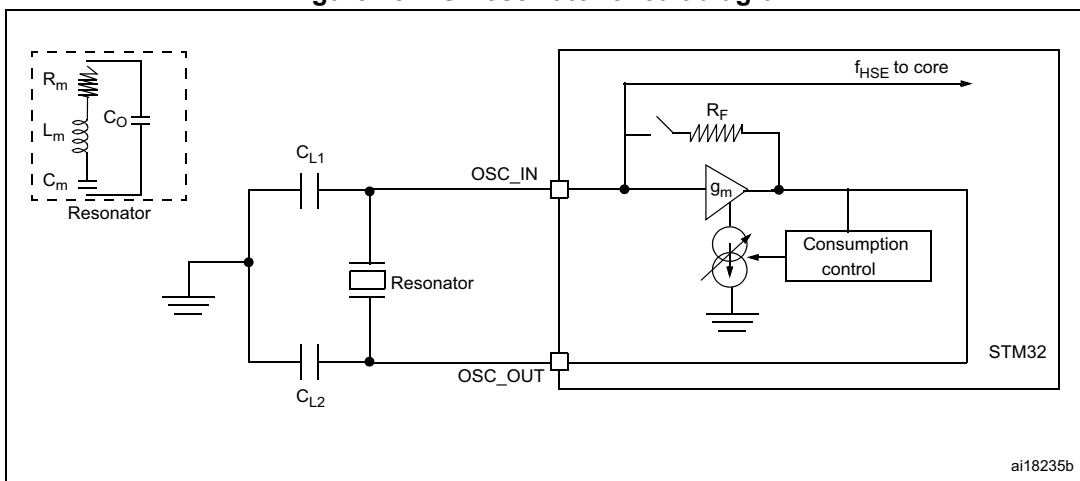 R_m
L_m
C_O
C_m
Resonator
C_L1
C_L2
Resonator
OSC_IN
OSC_OUT
f_HSE to core
R_F
g_m
Consumption
control
STM32
ai18235b